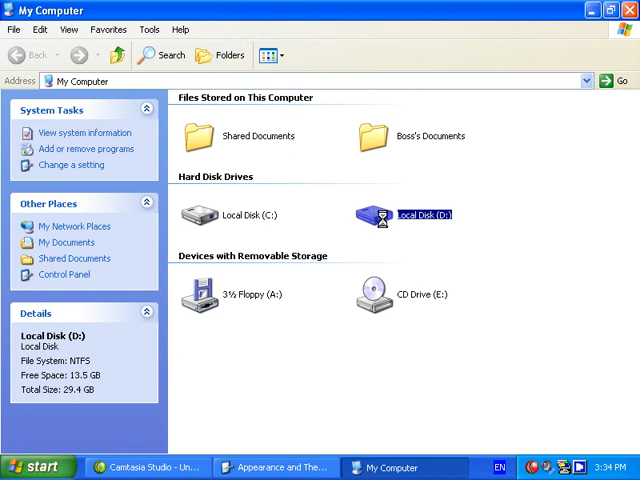 My Computer
File Edit View Favorites Tools Help
Back Search Folders
Address My Computer Go
System Tasks
View system information
Add or remove programs
Change a setting
Other Places
My Network Places
My Documents
Shared Documents
Control Panel
Details
Local Disk (D:)
Local Disk
File System: NTFS
Free Space: 13.5 GB
Total Size: 29.4 GB
Files Stored on This Computer
Shared Documents Boss's Documents
Hard Disk Drives
Local Disk (C:) Local Disk (D:)
Devices with Removable Storage
3½ Floppy (A:) CD Drive (E:)
start Camtasia Studio - Un... Appearance and The... My Computer EN 3:34 PM